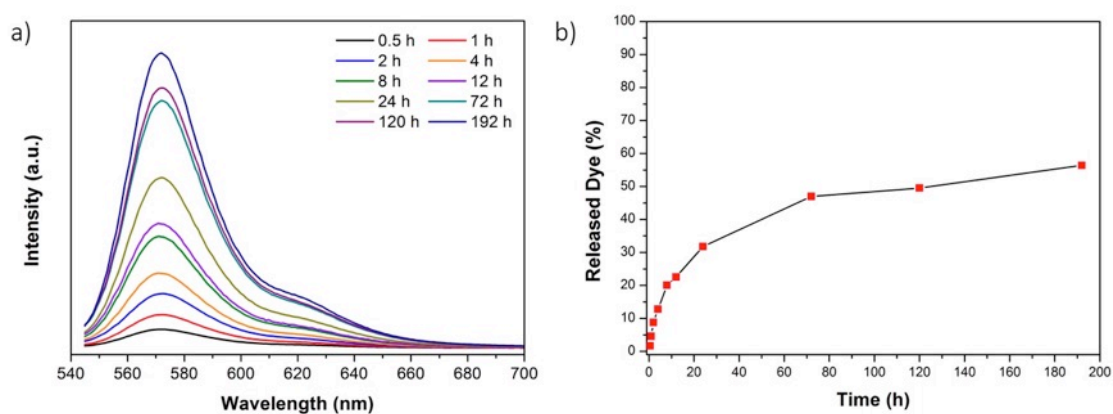 a)
0.5 h 1 h
2 h 4 h
8 h 12 h
24 h 72 h
120 h 192 h
Intensity (a.u.)
540 560 580 600 620 640 660 680 700
Wavelength (nm)
b)
100
90
80
70
60
50
40
30
20
10
0
Released Dye (%)
0 20 40 60 80 100 120 140 160 180 200
Time (h)